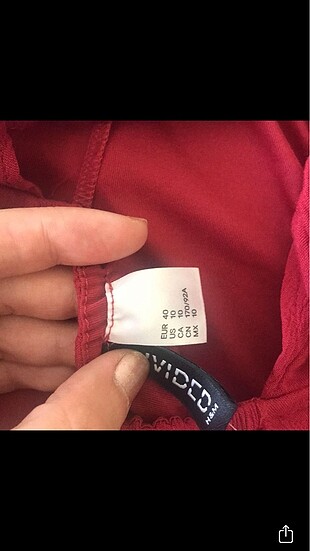 EUR 40
US 10
CA 10
CN 170/92A
MX 10
DIVIDED
H&M